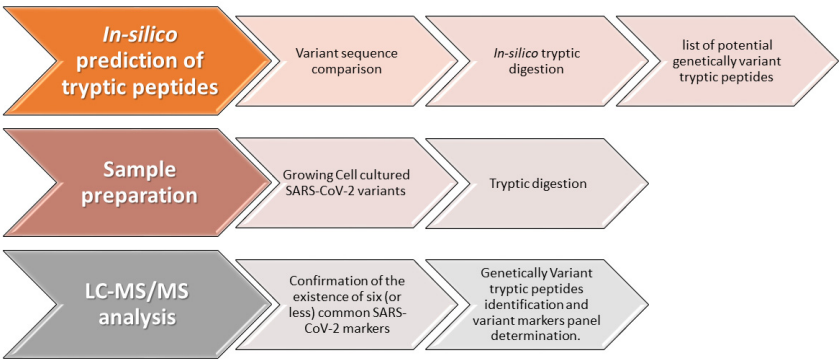 In-silico
prediction of
tryptic peptides
Variant sequence
comparison
In-silico tryptic
digestion
list of potential
genetically variant
tryptic peptides
Sample
preparation
Growing Cell cultured
SARS-CoV-2 variants
Tryptic digestion
LC-MS/MS
analysis
Confirmation of the
existence of six (or
less) common SARS-
CoV-2 markers
Genetically Variant
tryptic peptides
identification and
variant markers panel
determination.